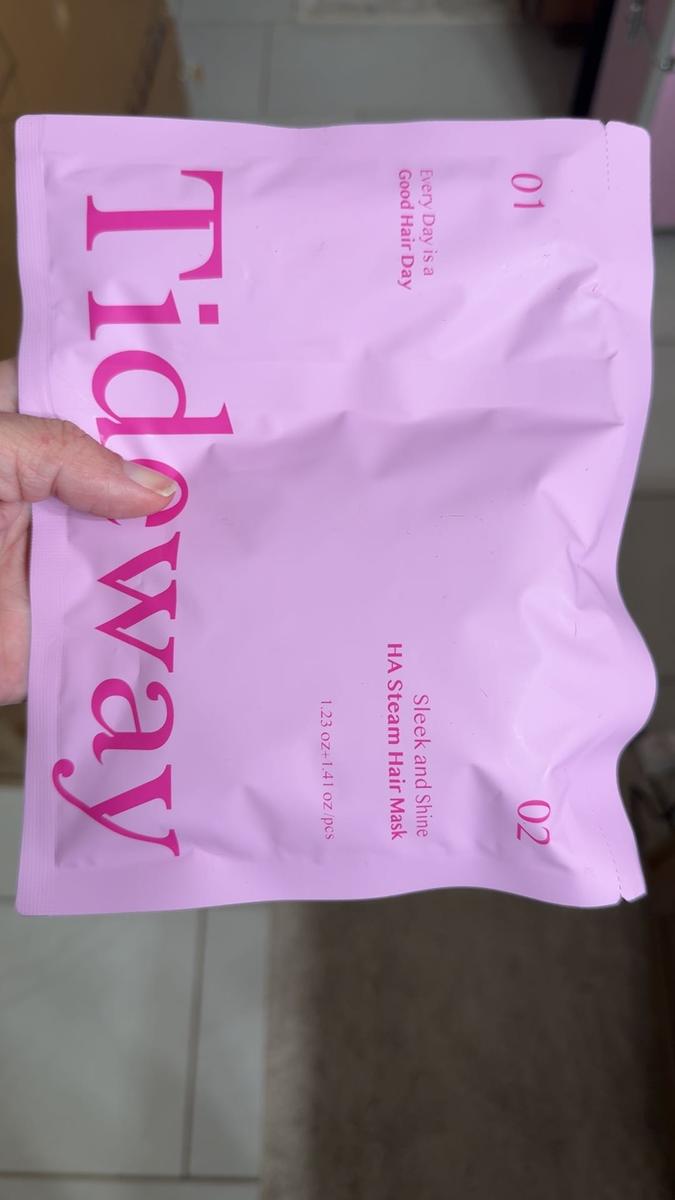 01
Every Day is a
Good Hair Day
02
Sleek and Shine
HA Steam Hair Mask
1.23 oz+1.41 oz/pcs
Tideway